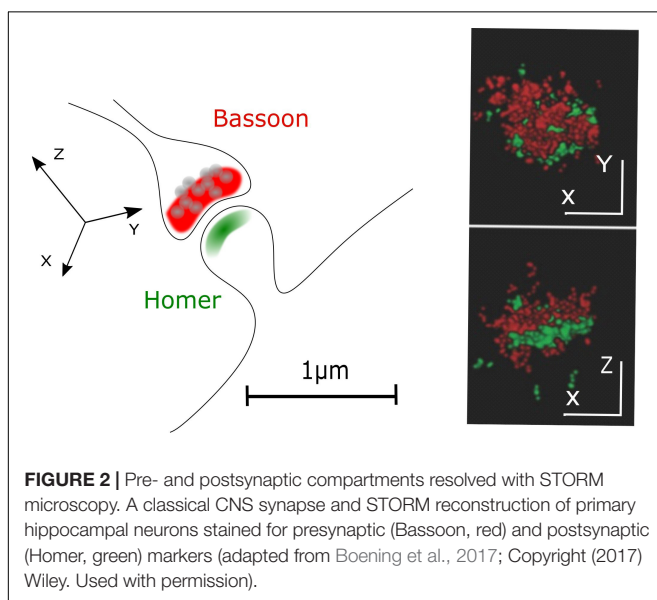 Bassoon
Z
Y
X
Homer
1µm
Y
X
Z
X
FIGURE 2 | Pre- and postsynaptic compartments resolved with STORM
microscopy. A classical CNS synapse and STORM reconstruction of primary
hippocampal neurons stained for presynaptic (Bassoon, red) and postsynaptic
(Homer, green) markers (adapted from Boening et al., 2017; Copyright (2017)
Wiley. Used with permission).